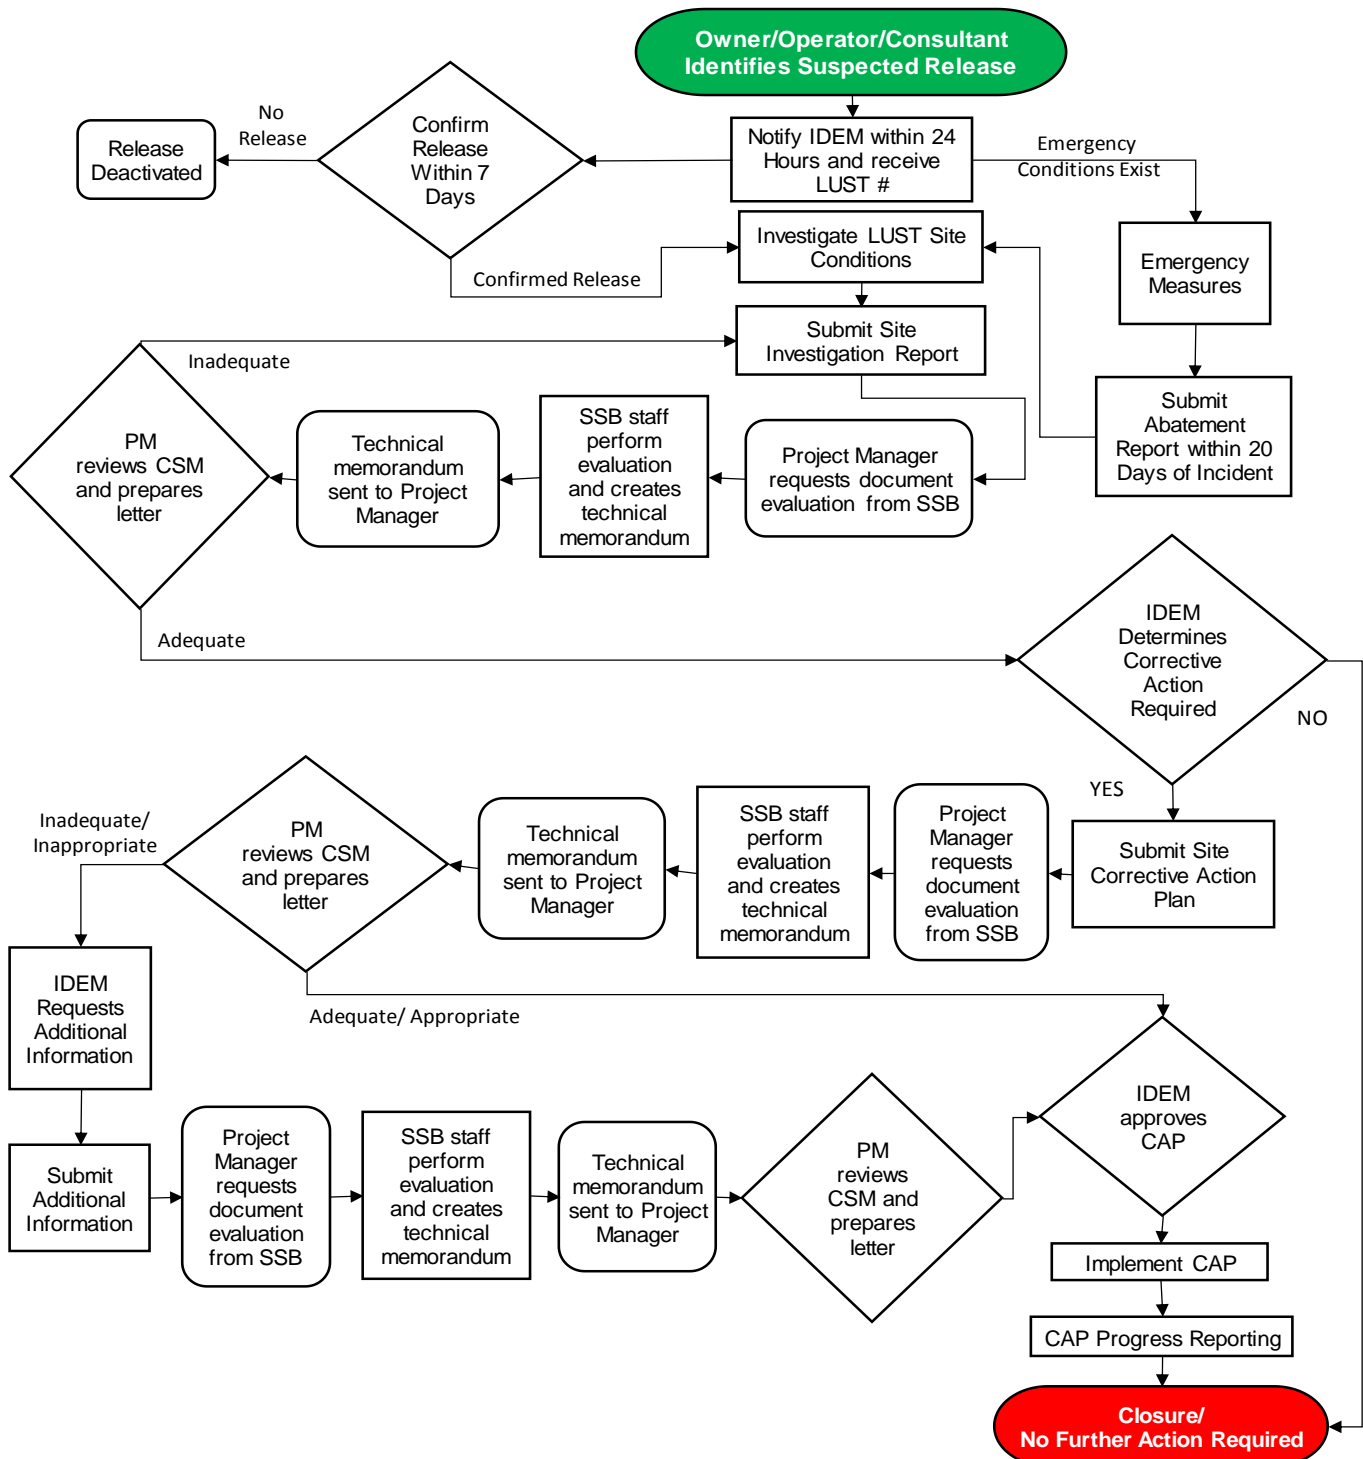 Owner/Operator/Consultant
Identifies Suspected Release
No
Release
Release
Deactivated
Confirm
Release
Within 7
Days
Notify IDEM within 24
Hours and receive
LUST #
Emergency
Conditions Exist
Investigate LUST Site
Conditions
Confirmed Release
Emergency
Measures
Submit Site
Investigation Report
Inadequate
PM
reviews CSM
and prepares
letter
Technical
memorandum
sent to Project
Manager
SSB staff
perform
evaluation
and creates
technical
memorandum
Project Manager
requests document
evaluation from SSB
Submit
Abatement
Report within 20
Days of Incident
Adequate
IDEM
Determines
Corrective
Action
Required
NO
YES
Inadequate/
Inappropriate
PM
reviews CSM
and prepares
letter
Technical
memorandum
sent to Project
Manager
SSB staff
perform
evaluation
and creates
technical
memorandum
Project
Manager
requests
document
evaluation
from SSB
Submit Site
Corrective Action
Plan
IDEM
Requests
Additional
Information
Adequate/ Appropriate
IDEM
approves
CAP
Submit
Additional
Information
Project
Manager
requests
document
evaluation
from SSB
SSB staff
perform
evaluation
and creates
technical
memorandum
Technical
memorandum
sent to Project
Manager
PM
reviews
CSM and
prepares
letter
Implement CAP
CAP Progress Reporting
Closure/
No Further Action Required